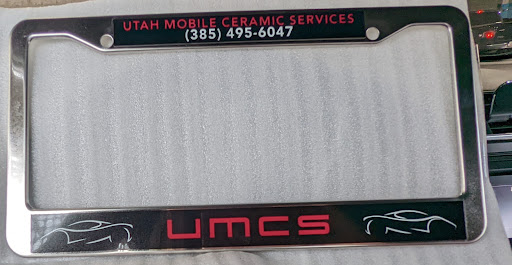 UTAH MOBILE CERAMIC SERVICES
(385) 495-6047
UMCS